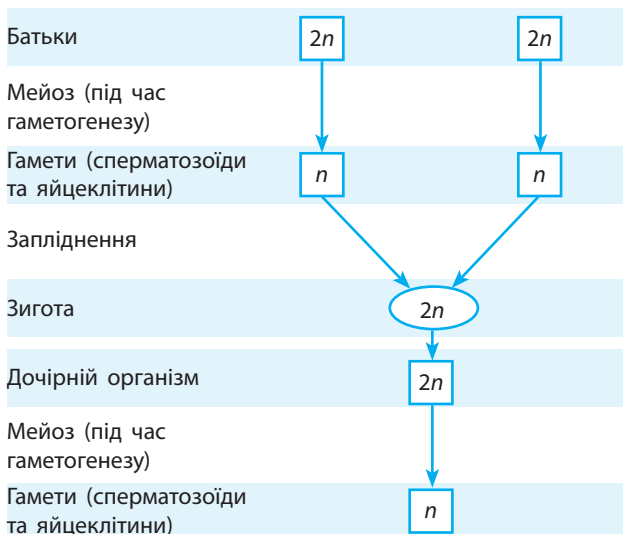 Батьки 2n 2n
Мейоз (під час
гаметогенезу)
Гамети (сперматозоїди
та яйцеклітини) n n
Запліднення
Зигота 2n
Дочірній організм 2n
Мейоз (під час
гаметогенезу)
Гамети (сперматозоїди
та яйцеклітини) n